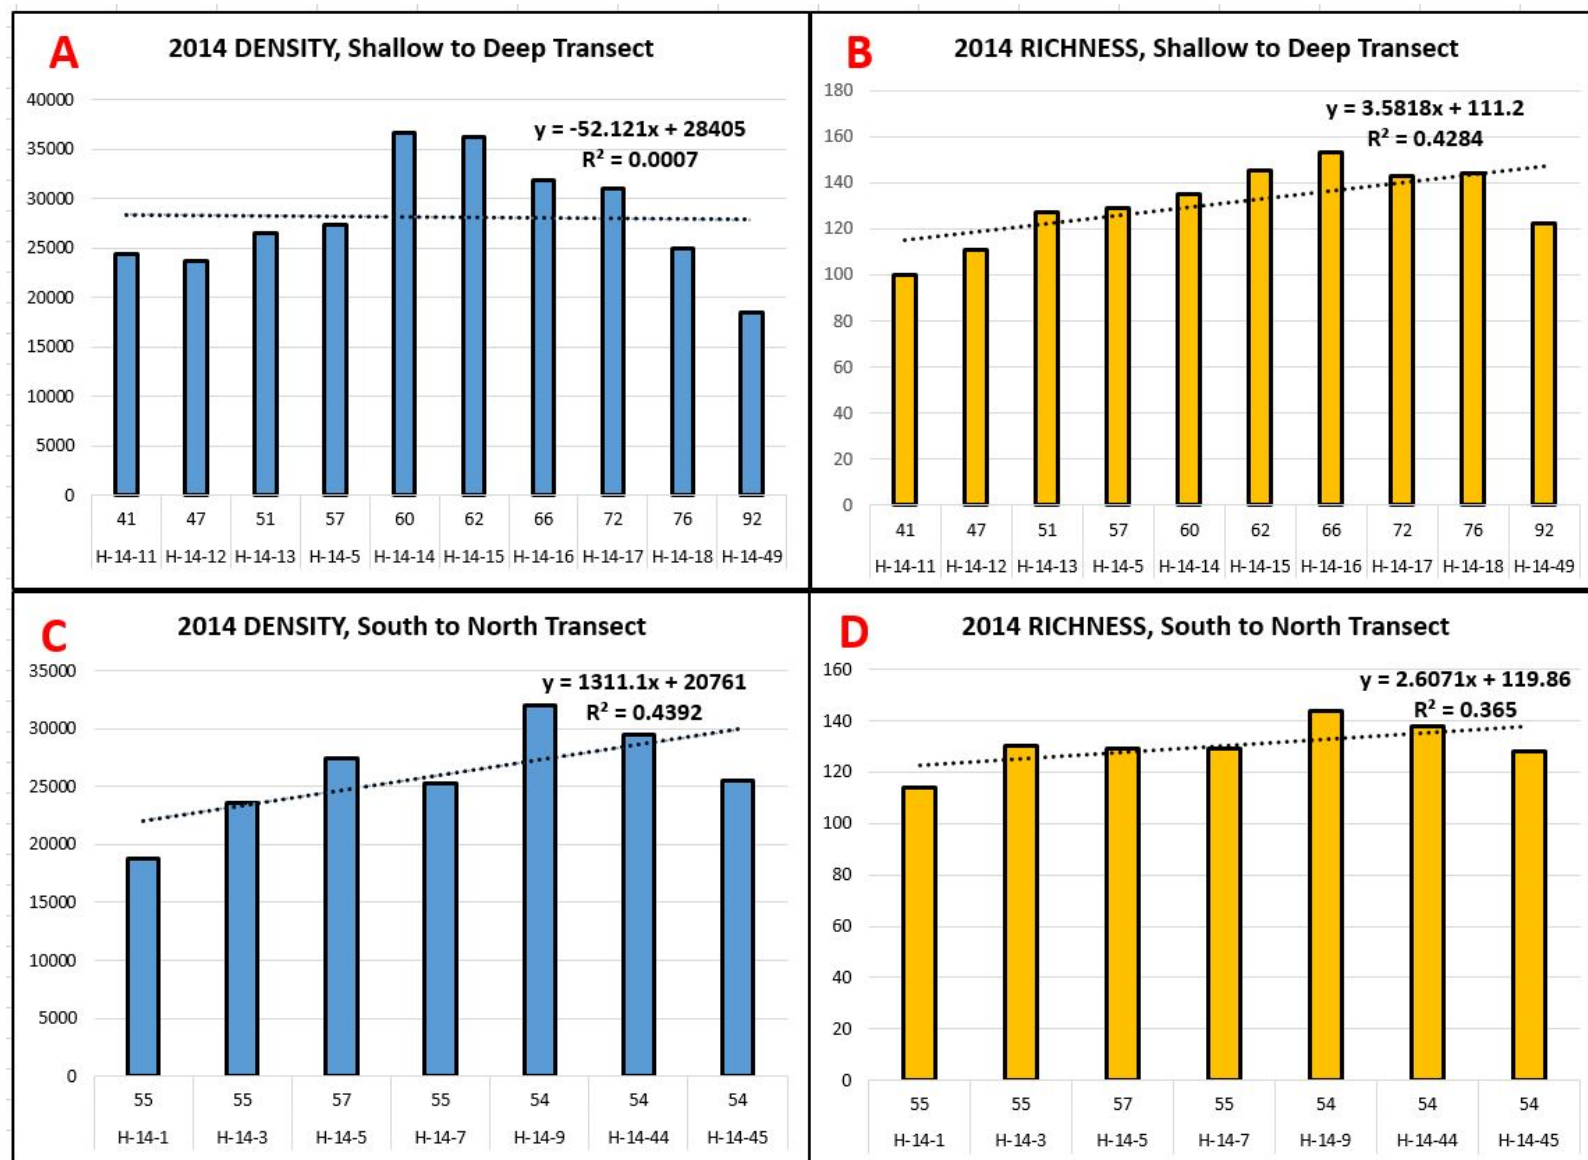 A
2014 DENSITY, Shallow to Deep Transect
y = -52.121x + 28405
R² = 0.0007
40000
35000
30000
25000
20000
15000
10000
5000
0
41 47 51 57 60 62 66 72 76 92
H-14-11 H-14-12 H-14-13 H-14-5 H-14-14 H-14-15 H-14-16 H-14-17 H-14-18 H-14-49
B
2014 RICHNESS, Shallow to Deep Transect
y = 3.5818x + 111.2
R² = 0.4284
180
160
140
120
100
80
60
40
20
0
41 47 51 57 60 62 66 72 76 92
H-14-11 H-14-12 H-14-13 H-14-5 H-14-14 H-14-15 H-14-16 H-14-17 H-14-18 H-14-49
C
2014 DENSITY, South to North Transect
y = 1311.1x + 20761
R² = 0.4392
35000
30000
25000
20000
15000
10000
5000
0
55 55 57 55 54 54 54
H-14-1 H-14-3 H-14-5 H-14-7 H-14-9 H-14-44 H-14-45
D
2014 RICHNESS, South to North Transect
y = 2.6071x + 119.86
R² = 0.365
160
140
120
100
80
60
40
20
0
55 55 57 55 54 54 54
H-14-1 H-14-3 H-14-5 H-14-7 H-14-9 H-14-44 H-14-45